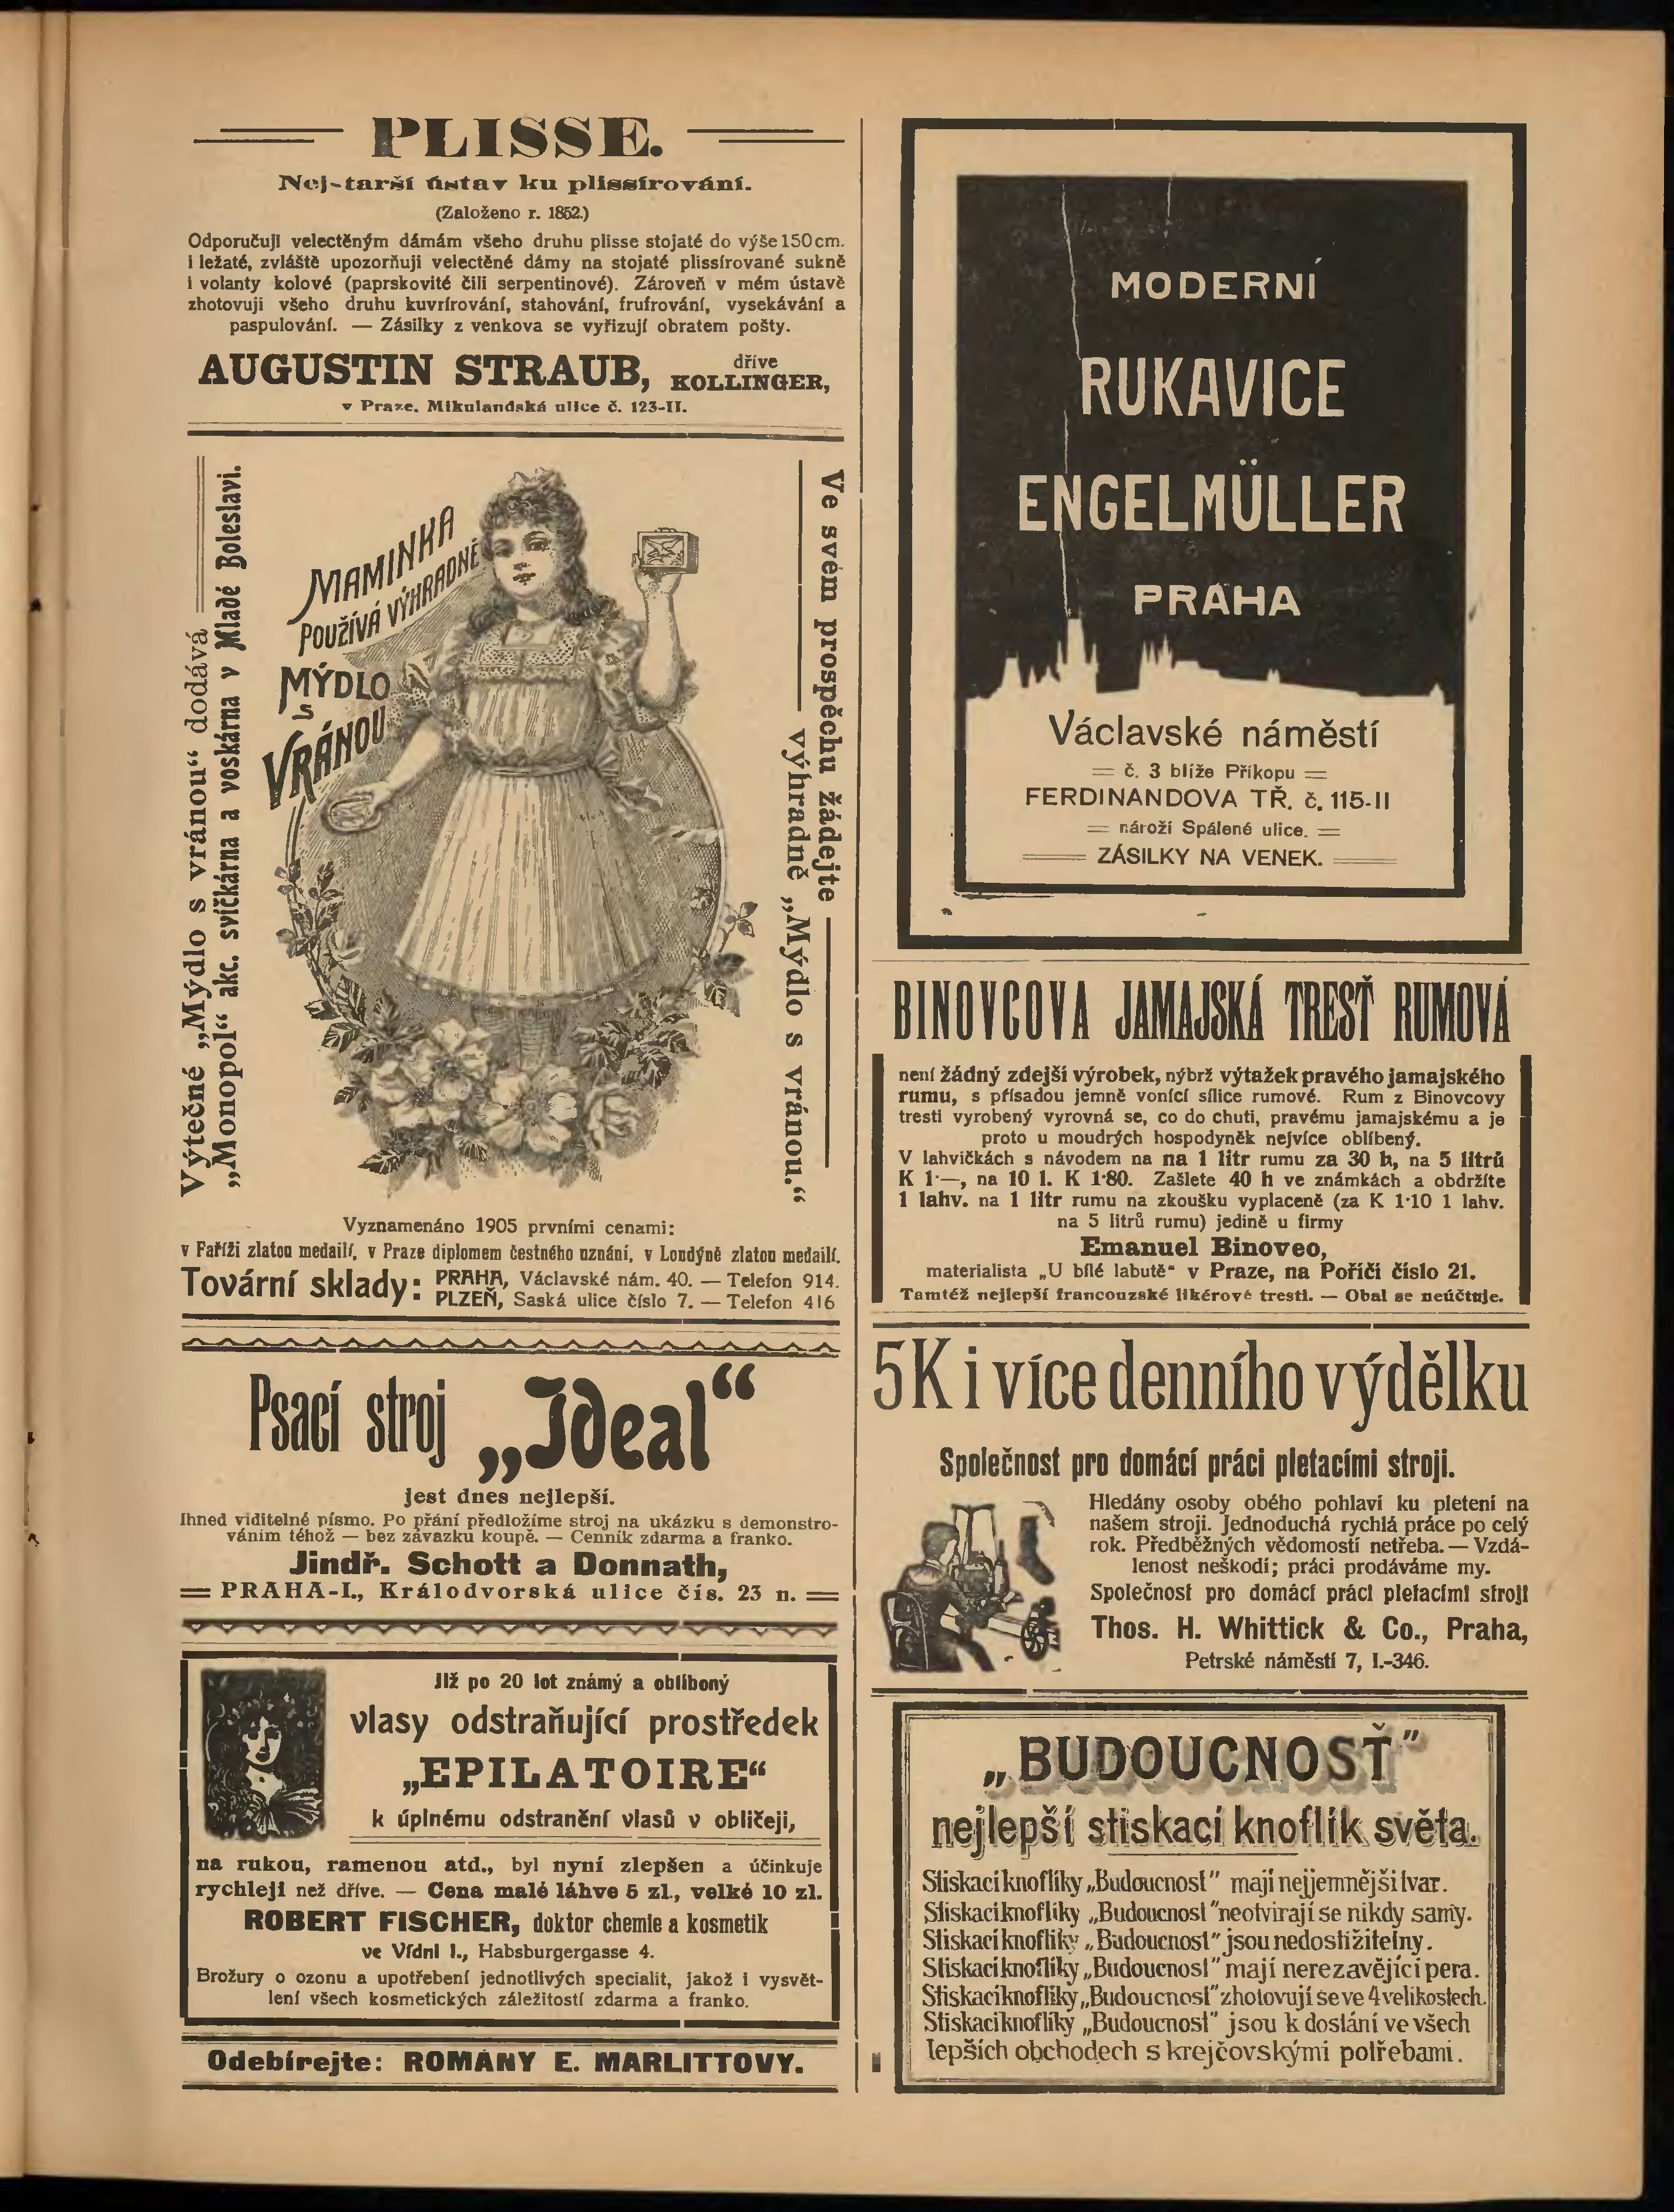 PLISSE.
Nejstarší ústav ku plissírování.
(Založeno r. 1852.)
Odporučuji velectěným dámám všeho druhu plisse stojaté do výše 150 cm.
i ležaté, zvláště upozorňuji velectěné dámy na stojaté plissírované sukně
i volanty kolové (paprskovité čili serpentinové). Zároveň v mém ústavě
zhotovuji všeho druhu kuvrírování, stahování, frufrování, vysekávání a
paspulování. — Zásilky z venkova se vyřizují obratem pošty.
AUGUSTIN STRAUB, dříve KOLLINGER,
v Praze, Mikulandská ulice č. 123-II.
Výtečné „Mýdlo s vránou“ dodává
„Monopol“ akc. svíčkárna a voskárna v Mladé Boleslavi.
MAMINKA
POUŽÍVÁ VÝHRADNĚ
MÝDLO
S
VRÁNOU
Ve svém prospěchu žádejte
výhradně „Mýdlo s vránou.“
Vyznamenáno 1905 prvními cenami:
v Paříži zlatou medailí, v Praze diplomem čestného uznání, v Londýně zlatou medailí.
Tovární sklady: PRAHA, Václavské nám. 40. — Telefon 914.
PLZEŇ, Saská ulice číslo 7. — Telefon 416
Psací stroj „Ideal“
jest dnes nejlepší.
Ihned viditelné písmo. Po přání předložíme stroj na ukázku s demonstro-
váním téhož — bez závazku koupě. — Cenník zdarma a franko.
Jindř. Schott a Donnath,
PRAHA-I., Králodvorská ulice čís. 23 n.
Již po 20 let známý a oblíbený
vlasy odstraňující prostředek
„EPILATOIRE“
k úplnému odstranění vlasů v obličeji,
na rukou, ramenou atd., byl nyní zlepšen a účinkuje
rychleji než dříve. — Cena malé láhve 5 zl., velké 10 zl.
ROBERT FISCHER, doktor chemie a kosmetik
ve Vídni I., Habsburgergasse 4.
Brožury o ozonu a upotřebení jednotlivých specialit, jakož i vysvět-
lení všech kosmetických záležitostí zdarma a franko.
Odebírejte: ROMÁNY E. MARLITTOVY.
MODERNÍ
RUKAVICE
ENGELMÜLLER
PRAHA
Václavské náměstí
č. 3 blíže Příkopu
FERDINANDOVA TŘ. č. 115-II
nároží Spálené ulice.
ZÁSILKY NA VENEK.
BINOVCOVA JAMAJSKÁ TRESŤ RUMOVÁ
není žádný zdejší výrobek, nýbrž výtažek pravého jamajského
rumu, s přísadou jemně vonící silice rumové. Rum z Binovcovy
tresti vyrobený vyrovná se, co do chuti, pravému jamajskému a je
proto u moudrých hospodyněk nejvíce oblíbený.
V lahvičkách s návodem na na 1 litr rumu za 30 h, na 5 litrů
K 1·—, na 10 l. K 1·80. Zašlete 40 h ve známkách a obdržíte
1 lahv. na 1 litr rumu na zkoušku vyplaceně (za K 1·10 1 lahv.
na 5 litrů rumu) jedině u firmy
Emanuel Binovec,
materialista „U bílé labutě“ v Praze, na Poříčí číslo 21.
Tamtéž nejlepší francouzské likérové tresti. — Obal se neúčtuje.
5 K i více denního výdělku
Společnost pro domácí práci pletacími stroji.
Hledány osoby obého pohlaví ku pletení na
našem stroji. Jednoduchá rychlá práce po celý
rok. Předběžných vědomostí netřeba. — Vzdá-
lenost neškodí; práci prodáváme my.
Společnost pro domácí práci pletacími stroji
Thos. H. Whittick & Co., Praha,
Petrské náměstí 7, I.-346.
„BUDOUCNOSŤ”
nejlepší stiskací knoflík světa.
Stiskací knoflíky „Budoucnost” mají nejjemnější tvar.
Stiskací knoflíky „Budoucnost” neotvírají se nikdy samy.
Stiskací knoflíky „Budoucnost” jsou nedostižitelny.
Stiskací knoflíky „Budoucnost” mají nerezavějící pera.
Stiskací knoflíky „Budoucnost” zhotovují se ve 4 velikostech.
Stiskací knoflíky „Budoucnost” jsou k dostání ve všech
lepších obchodech s krejčovskými potřebami.